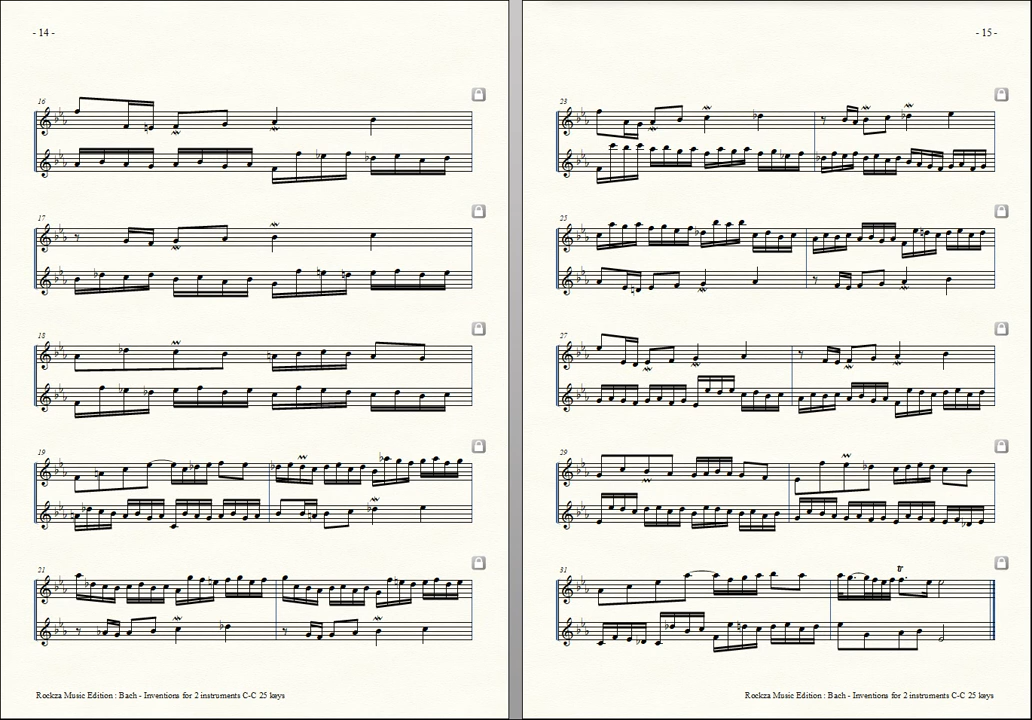 - 14 -
16
17
18
19
21
Rockza Music Edition : Bach - Inventions for 2 instruments C-C 25 keys
- 15 -
23
25
27
29
31
tr
Rockza Music Edition : Bach - Inventions for 2 instruments C-C 25 keys